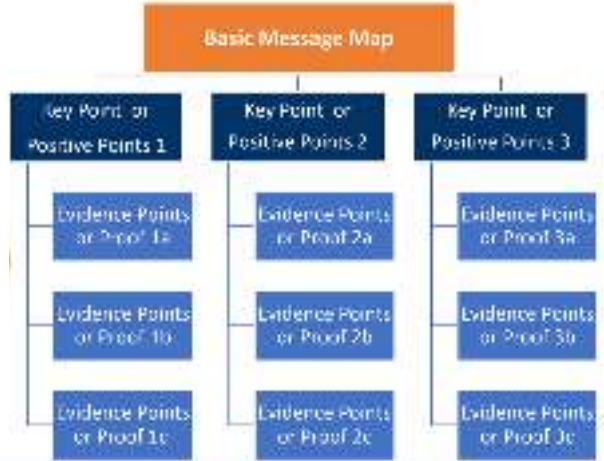 Basic Message Map
Key Point or
Positive Points 1
Key Point or
Positive Points 2
Key Point or
Positive Points 3
Evidence Points
or Proof 1a
Evidence Points
or Proof 1b
Evidence Points
or Proof 1c
Evidence Points
or Proof 2a
Evidence Points
or Proof 2b
Evidence Points
or Proof 2c
Evidence Points
or Proof 3a
Evidence Points
or Proof 3b
Evidence Points
or Proof 3c